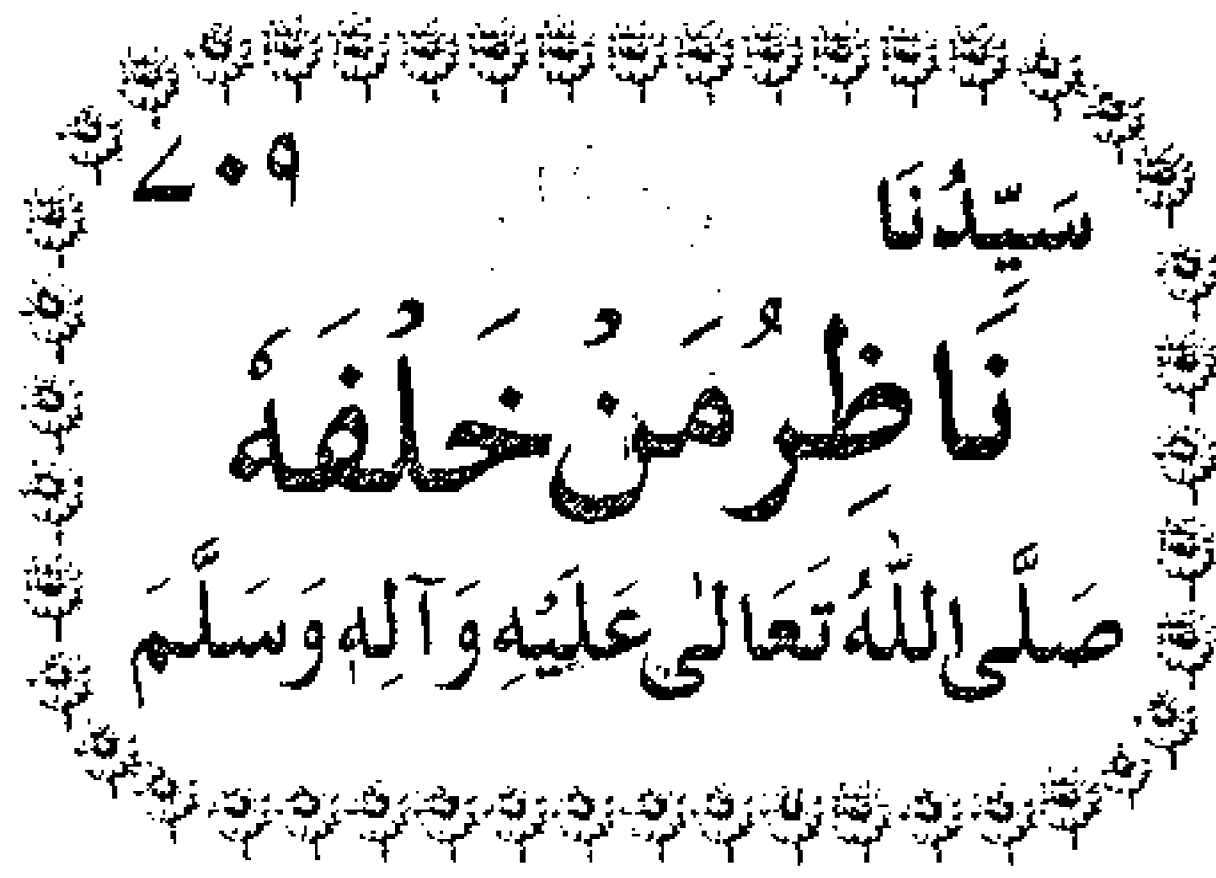 ۷۰۹
سَيِّدُنَا
نَاظِرُ مَنْ خَلْفَهٗ
صَلَّى اللّٰهُ تَعَالٰى عَلَيْهِ وَآلِهٖ وَسَلَّمَ